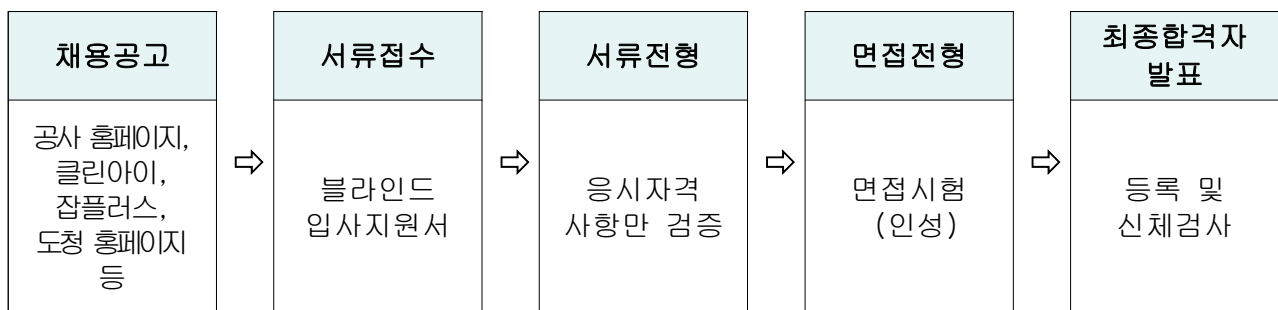 채용공고
공사 홈페이지,
클린아이,
잡플러스,
도청 홈페이지
등
⇨
서류접수
블라인드
입사지원서
⇨
서류전형
응시자격
사항만 검증
⇨
면접전형
면접시험
(인성)
⇨
최종합격자
발표
등록 및
신체검사